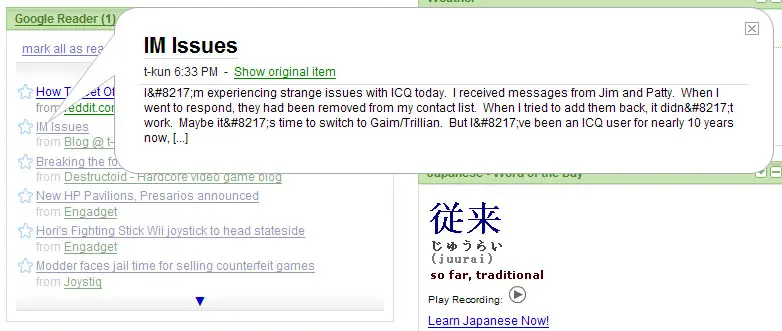 Google Reader (1)
mark all as rea
How T
et Of
from reddit.com
IM Issues
from Blog @ t-
Breaking the fo
from Destructoid - Hardcore video game blog
New HP Pavilions, Presarios announced
from Engadget
Hori's Fighting Stick Wii joystick to head stateside
from Engadget
Modder faces jail time for selling counterfeit games
from Joystiq
IM Issues
t-kun 6:33 PM - Show original item
I&#8217;m experiencing strange issues with ICQ today. I received messages from Jim and Patty. When I
went to respond, they had been removed from my contact list. When I tried to add them back, it didn&#8217;t
work. Maybe it&#8217;s time to switch to Gaim/Trillian. But I&#8217;ve been an ICQ user for nearly 10 years
now, [...]
Weather
Japanese - Word of the Day
従来
じゅうらい
(juurai)
so far, traditional
Play Recording:
Learn Japanese Now!